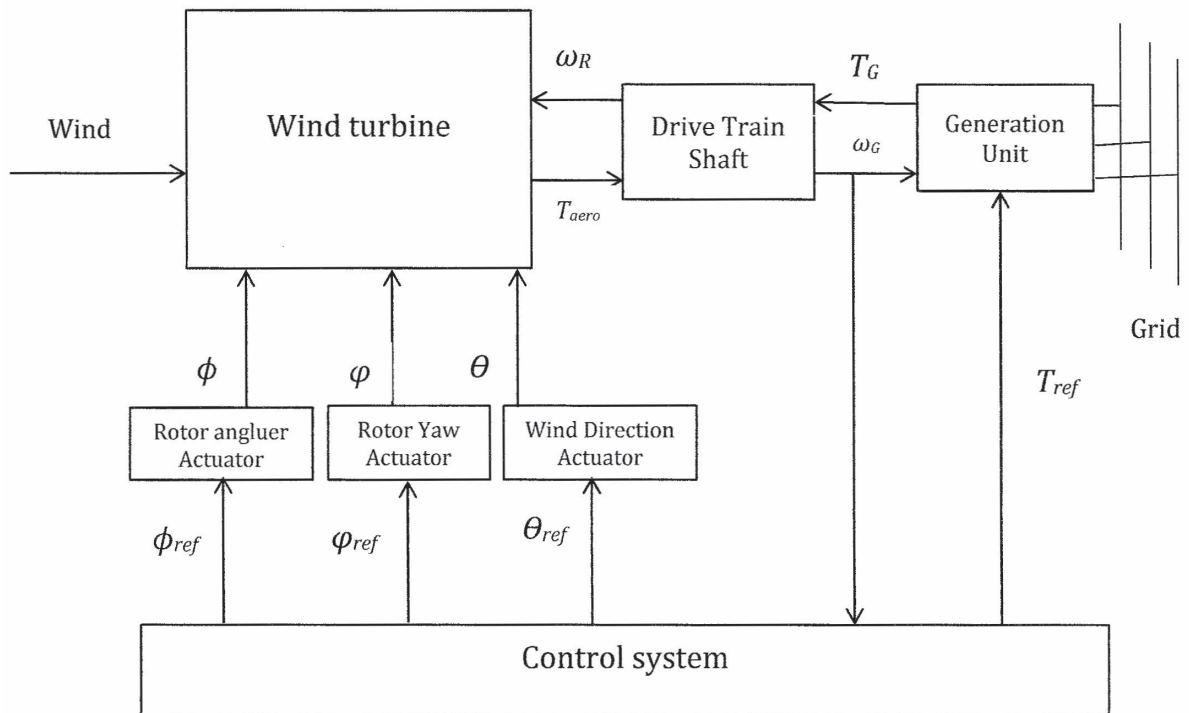 Wind
Wind turbine
ω_R
T_aero
Drive Train
Shaft
T_G
ω_G
Generation
Unit
Grid
ϕ
φ
θ
T_ref
Rotor angluer
Actuator
Rotor Yaw
Actuator
Wind Direction
Actuator
ϕ_ref
φ_ref
θ_ref
Control system